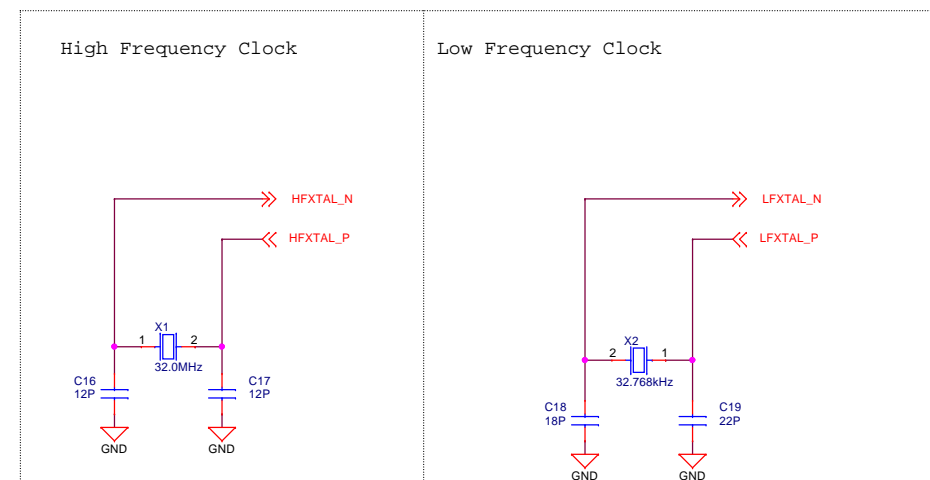 High Frequency Clock
Low Frequency Clock
HFXTAL_N
LFXTAL_N
HFXTAL_P
LFXTAL_P
X1
1
2
32.0MHz
X2
2
1
32.768kHz
C16
12P
C17
12P
C18
18P
C19
22P
GND
GND
GND
GND